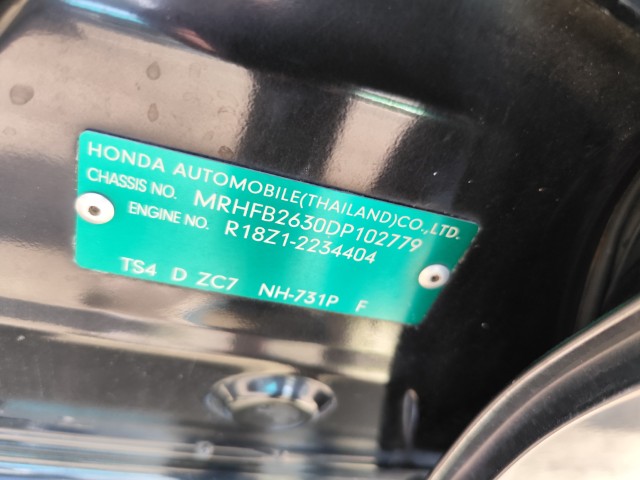 HONDA AUTOMOBILE(THAILAND)CO.,LTD.
CHASSIS NO. MRHFB2630DP102779
ENGINE NO. R18Z1-2234404
TS4 D ZC7 NH-731P F